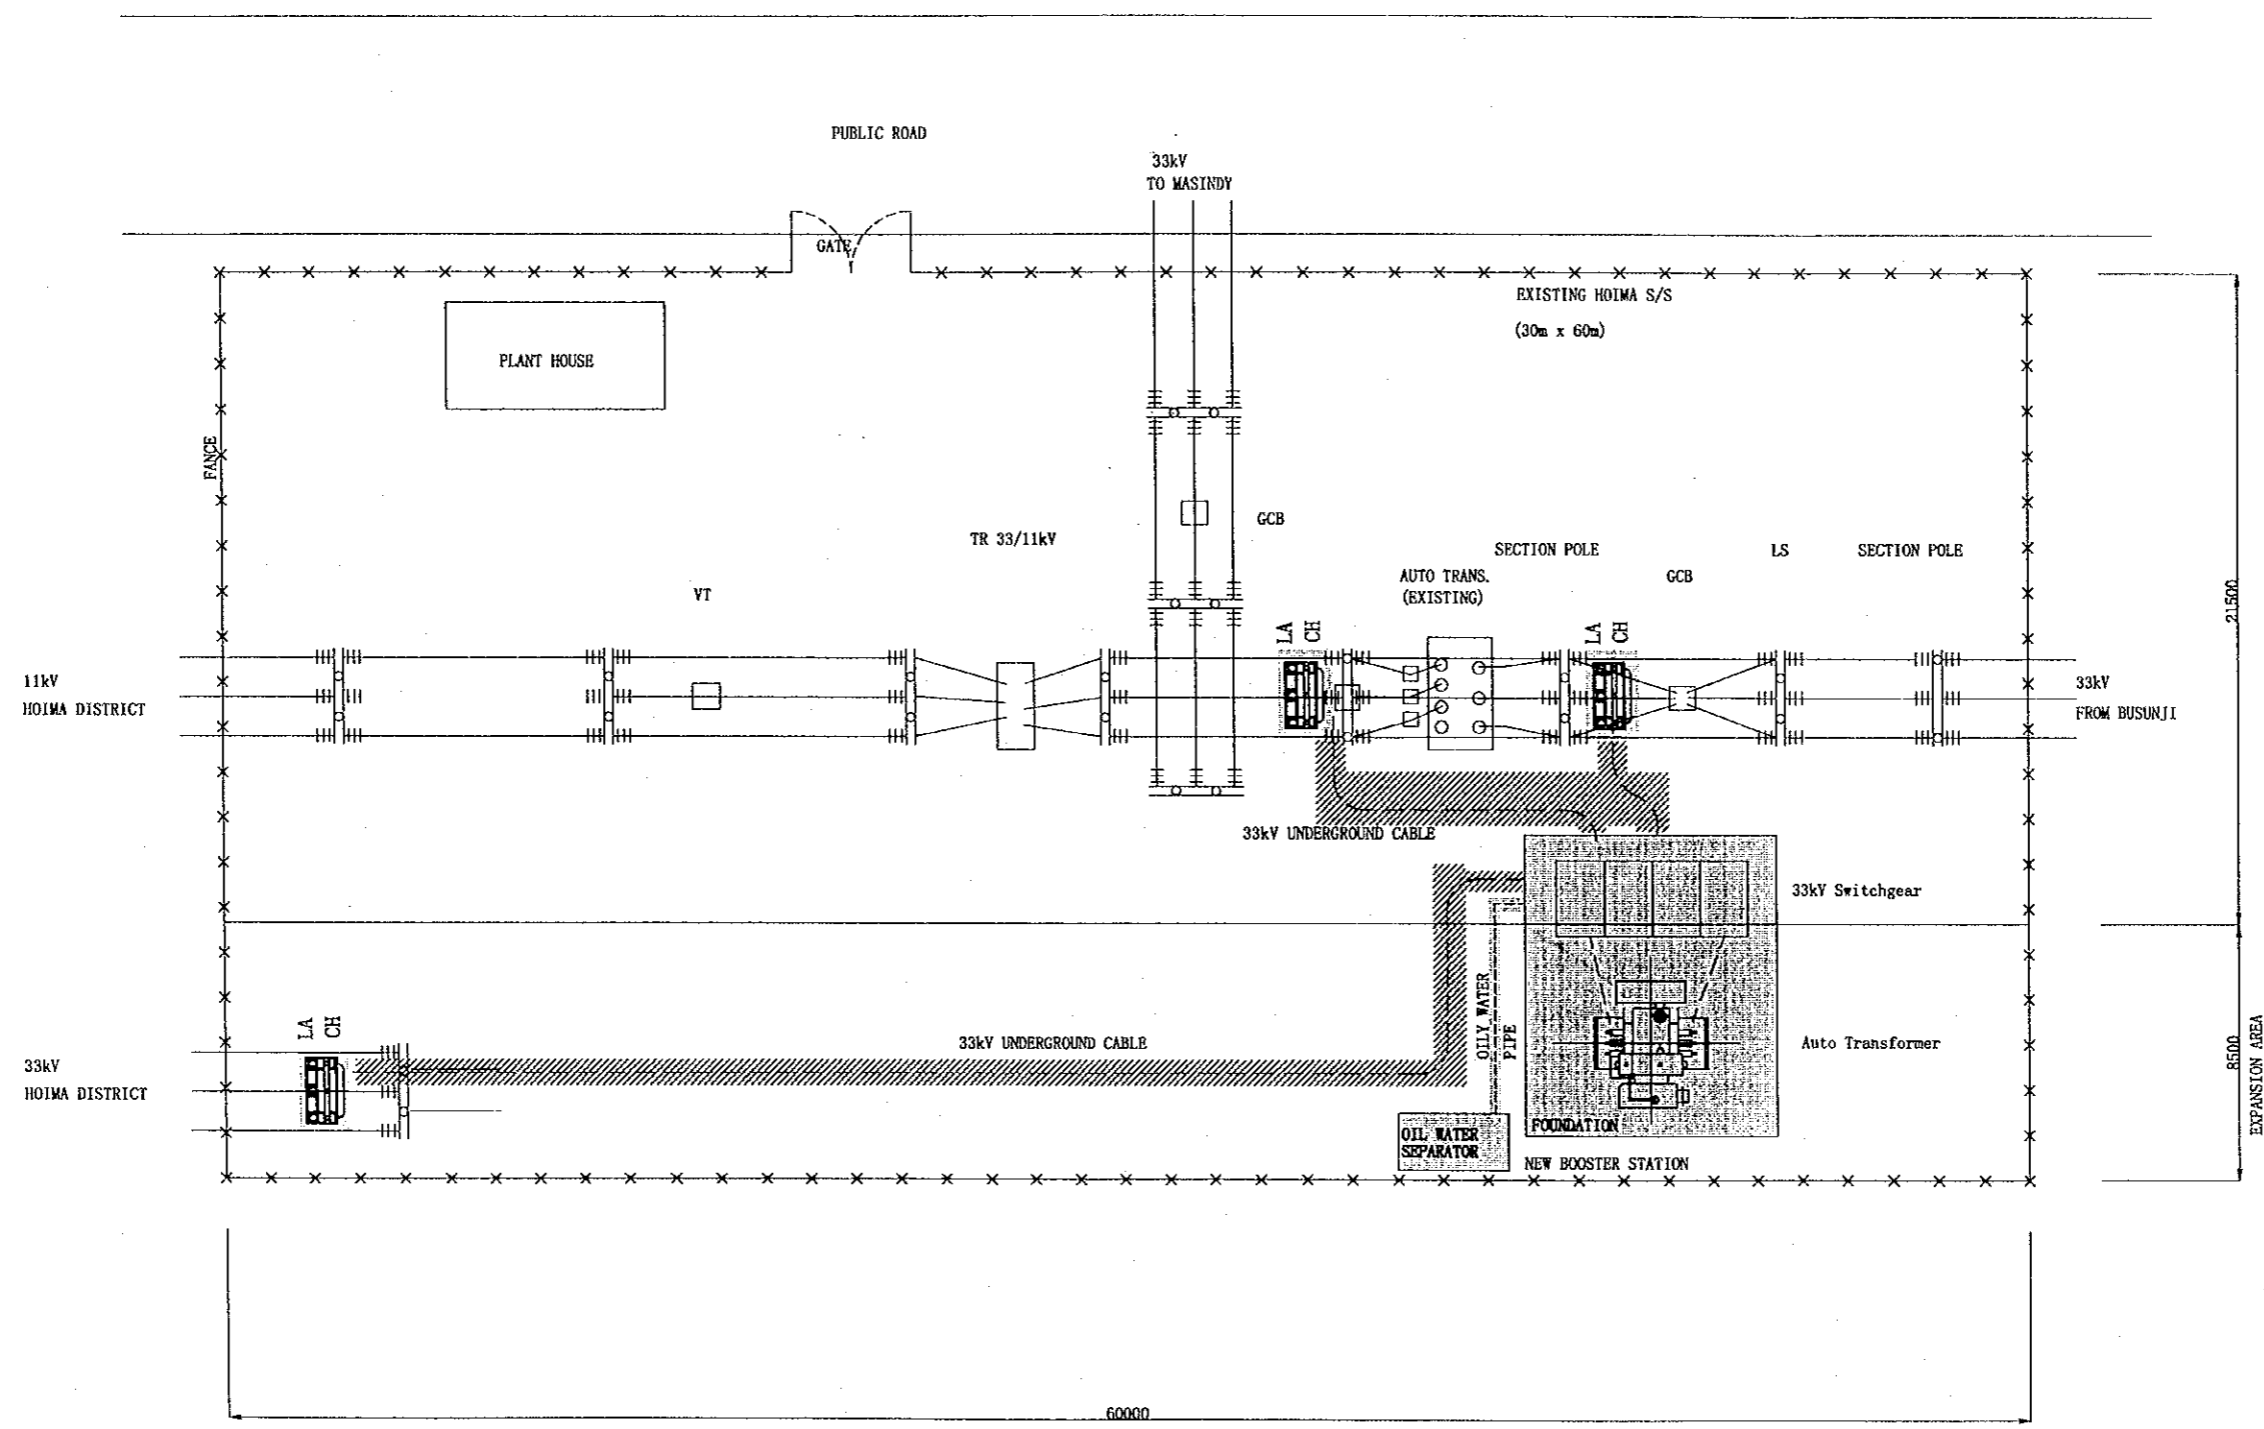 PUBLIC ROAD
33kV
TO MASINDY
GATE
EXISTING HOIMA S/S
(30m x 60m)
PLANT HOUSE
FANCE
GCB
TR 33/11kV
SECTION POLE
LS
SECTION POLE
AUTO TRANS.
(EXISTING)
GCB
VT
21500
LA
CH
LA
CH
11kV
HOIMA DISTRICT
33kV
FROM BUSUNJI
33kV UNDERGROUND CABLE
33kV Switchgear
OILY WATER
PIPE
LA
CH
33kV UNDERGROUND CABLE
Auto Transformer
8500
EXPANSION AREA
33kV
HOIMA DISTRICT
FOUNDATION
OIL WATER
SEPARATOR
NEW BOOSTER STATION
60000